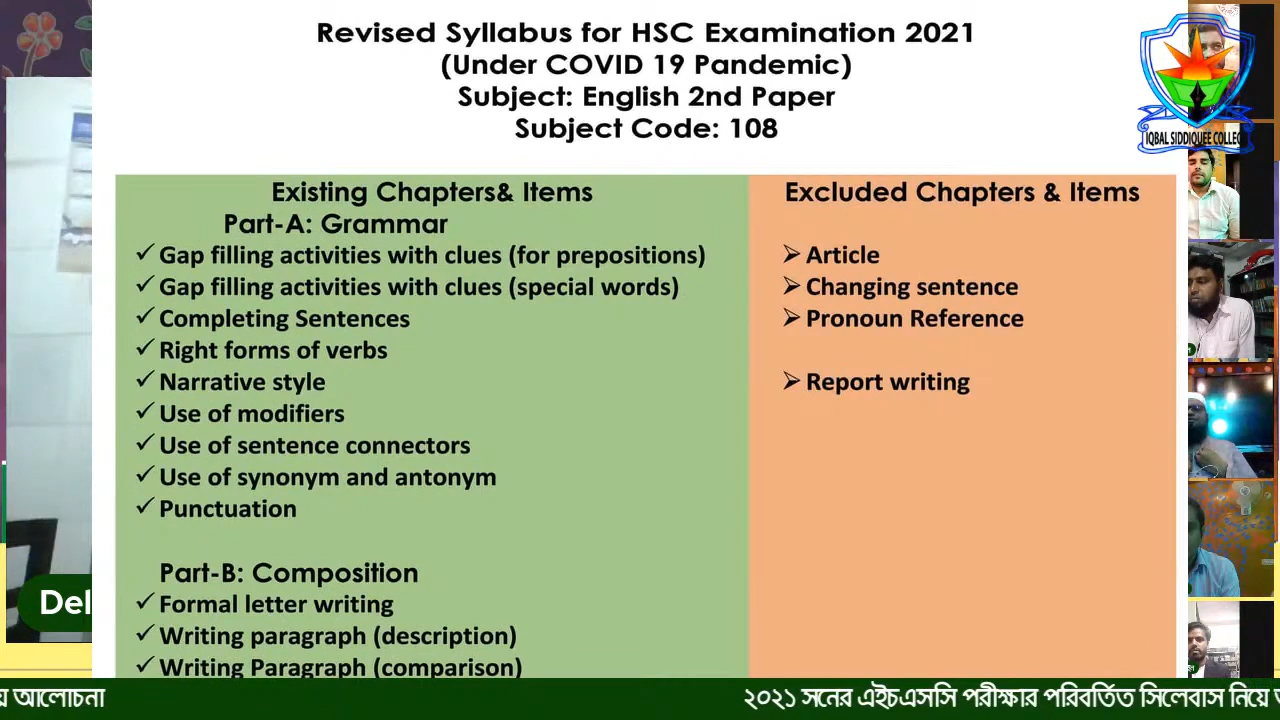 Revised Syllabus for HSC Examination 2021
(Under COVID 19 Pandemic)
Subject: English 2nd Paper
Subject Code: 108
IQBAL SIDDIQUEE COLLEG
Existing Chapters& Items
Part-A: Grammar
✓ Gap filling activities with clues (for prepositions)
✓ Gap filling activities with clues (special words)
✓ Completing Sentences
✓ Right forms of verbs
✓ Narrative style
✓ Use of modifiers
✓ Use of sentence connectors
✓ Use of synonym and antonym
✓ Punctuation
Part-B: Composition
✓ Formal letter writing
✓ Writing paragraph (description)
✓ Writing Paragraph (comparison)
Excluded Chapters & Items
➢ Article
➢ Changing sentence
➢ Pronoun Reference
➢ Report writing
Del
আলোচনা
২০২১ সনের এইচএসসি পরীক্ষার পরিবর্তিত সিলেবাস নিয়ে